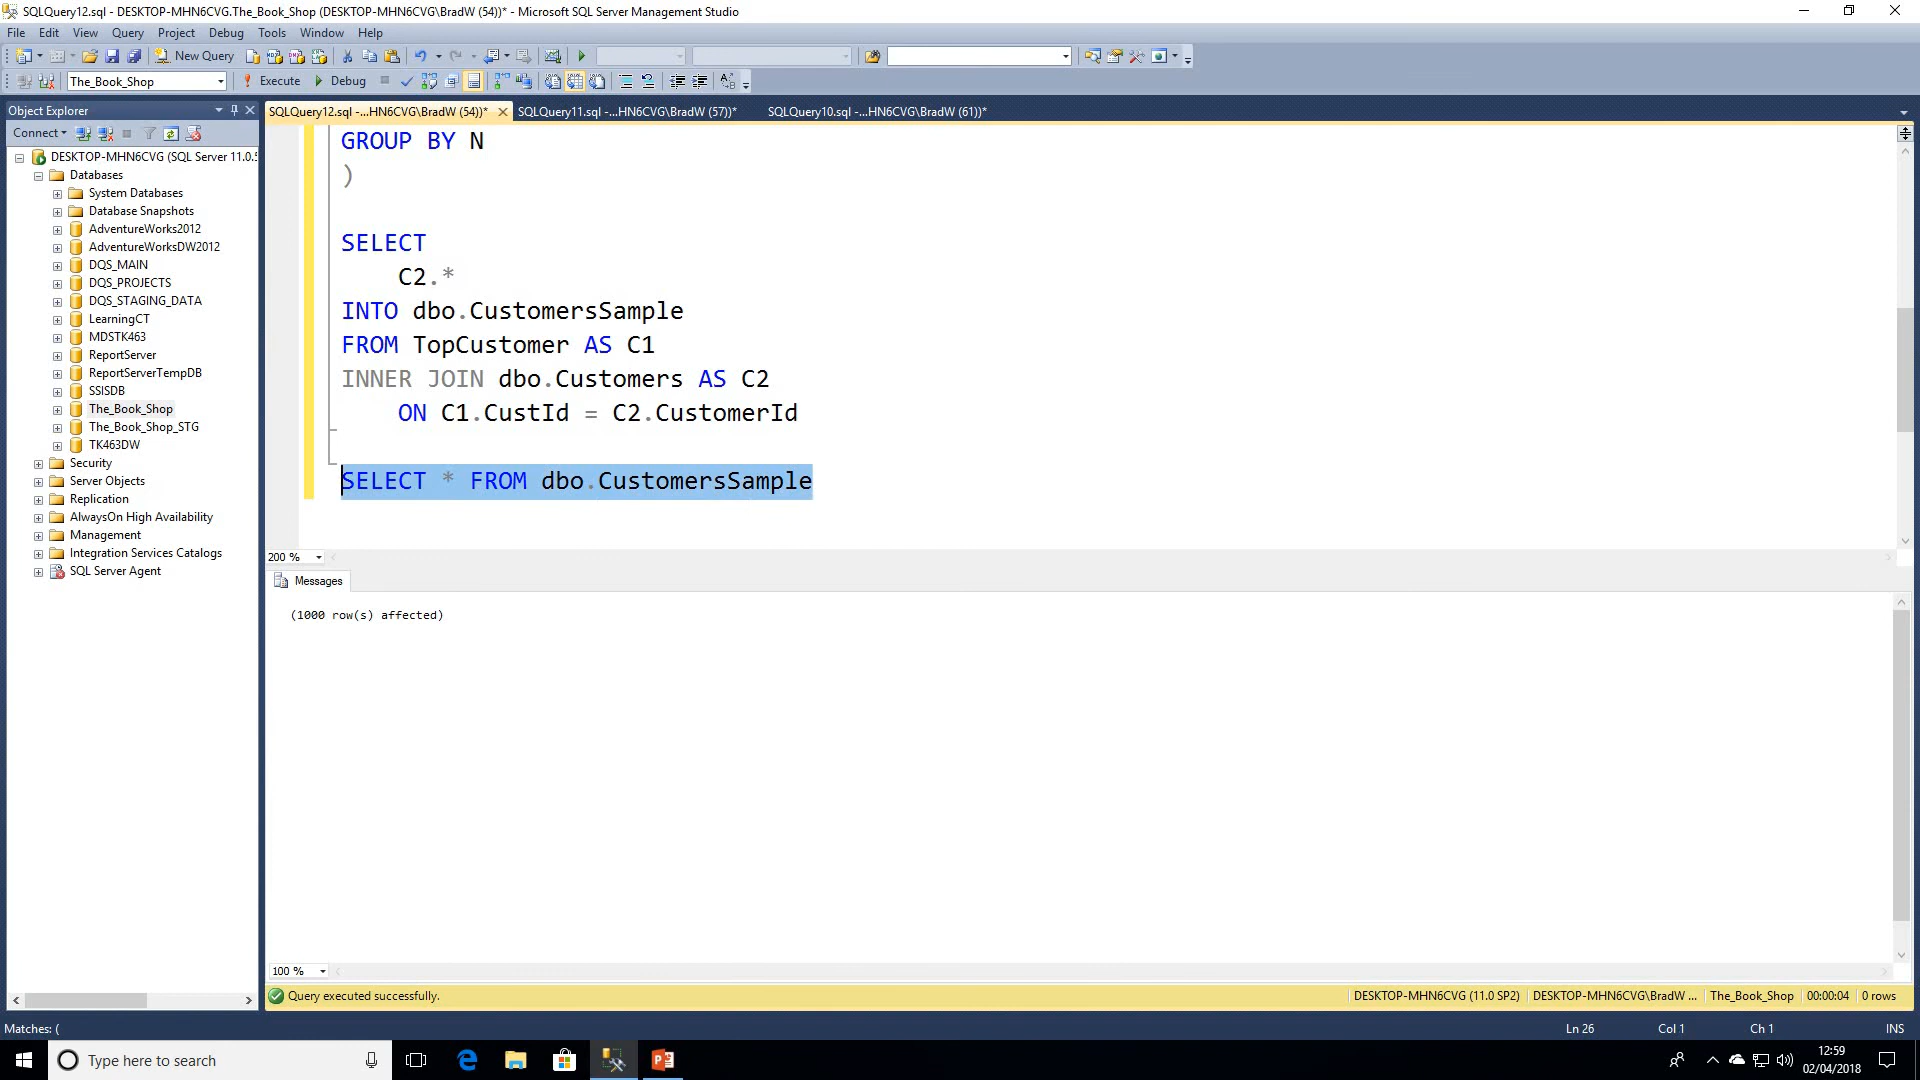 SQLQuery12.sql - DESKTOP-MHN6CVG.The_Book_Shop (DESKTOP-MHN6CVG\BradW (54))* - Microsoft SQL Server Management Studio
File Edit View Query Project Debug Tools Window Help
New Query
The_Book_Shop Execute Debug
Object Explorer
SQLQuery12.sql -...HN6CVG\BradW (54))* SQLQuery11.sql -...HN6CVG\BradW (57))* SQLQuery10.sql -...HN6CVG\BradW (61))*
Connect
DESKTOP-MHN6CVG (SQL Server 11.0.5
Databases
System Databases
Database Snapshots
AdventureWorks2012
AdventureWorksDW2012
DQS_MAIN
DQS_PROJECTS
DQS_STAGING_DATA
LearningCT
MDSTK463
ReportServer
ReportServerTempDB
SSISDB
The_Book_Shop
The_Book_Shop_STG
TK463DW
Security
Server Objects
Replication
AlwaysOn High Availability
Management
Integration Services Catalogs
SQL Server Agent
GROUP BY N
)
SELECT
C2.*
INTO dbo.CustomersSample
FROM TopCustomer AS C1
INNER JOIN dbo.Customers AS C2
ON C1.CustId = C2.CustomerId
SELECT * FROM dbo.CustomersSample
200 %
Messages
(1000 row(s) affected)
100 %
Query executed successfully. DESKTOP-MHN6CVG (11.0 SP2) DESKTOP-MHN6CVG\BradW ... The_Book_Shop 00:00:04 0 rows
Matches: ( Ln 26 Col 1 Ch 1 INS
Type here to search
12:59
02/04/2018